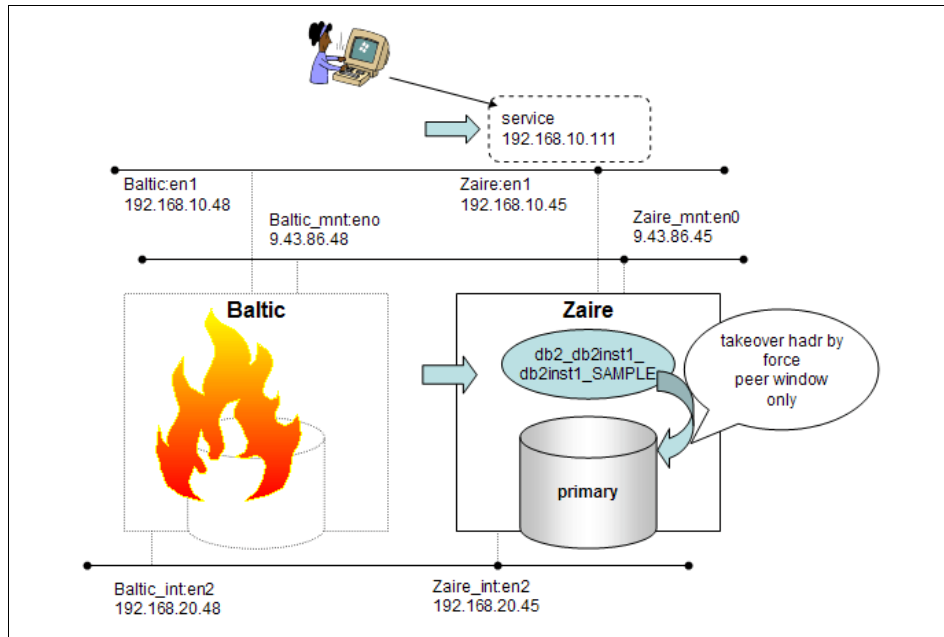 service
192.168.10.111
Baltic:en1
192.168.10.48
Zaire:en1
192.168.10.45
Baltic_mnt:eno
9.43.86.48
Zaire_mnt:en0
9.43.86.45
Baltic
Zaire
db2_db2inst1_
db2inst1_SAMPLE
takeover hadr by
force
peer window
only
primary
Baltic_int:en2
192.168.20.48
Zaire_int:en2
192.168.20.45